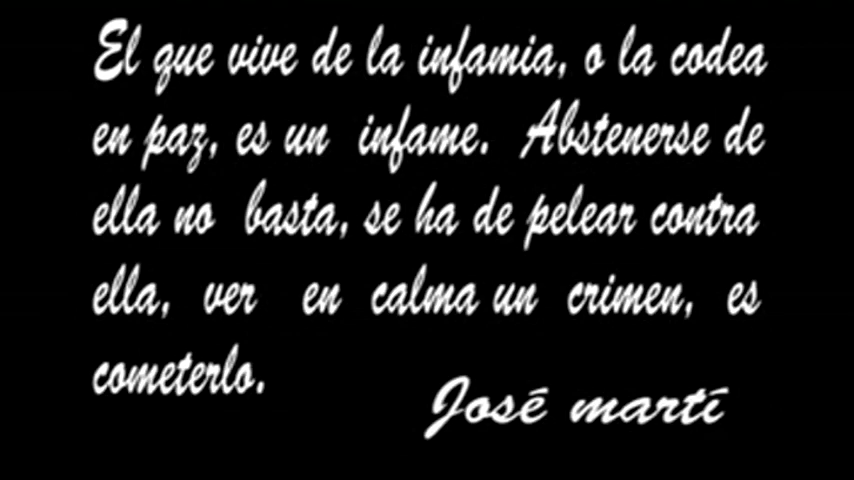 El que vive de la infamia, o la codea
en paz, es un infame. Abstenerse de
ella no basta, se ha de pelear contra
ella, ver en calma un crimen, es
cometerlo.
José martí